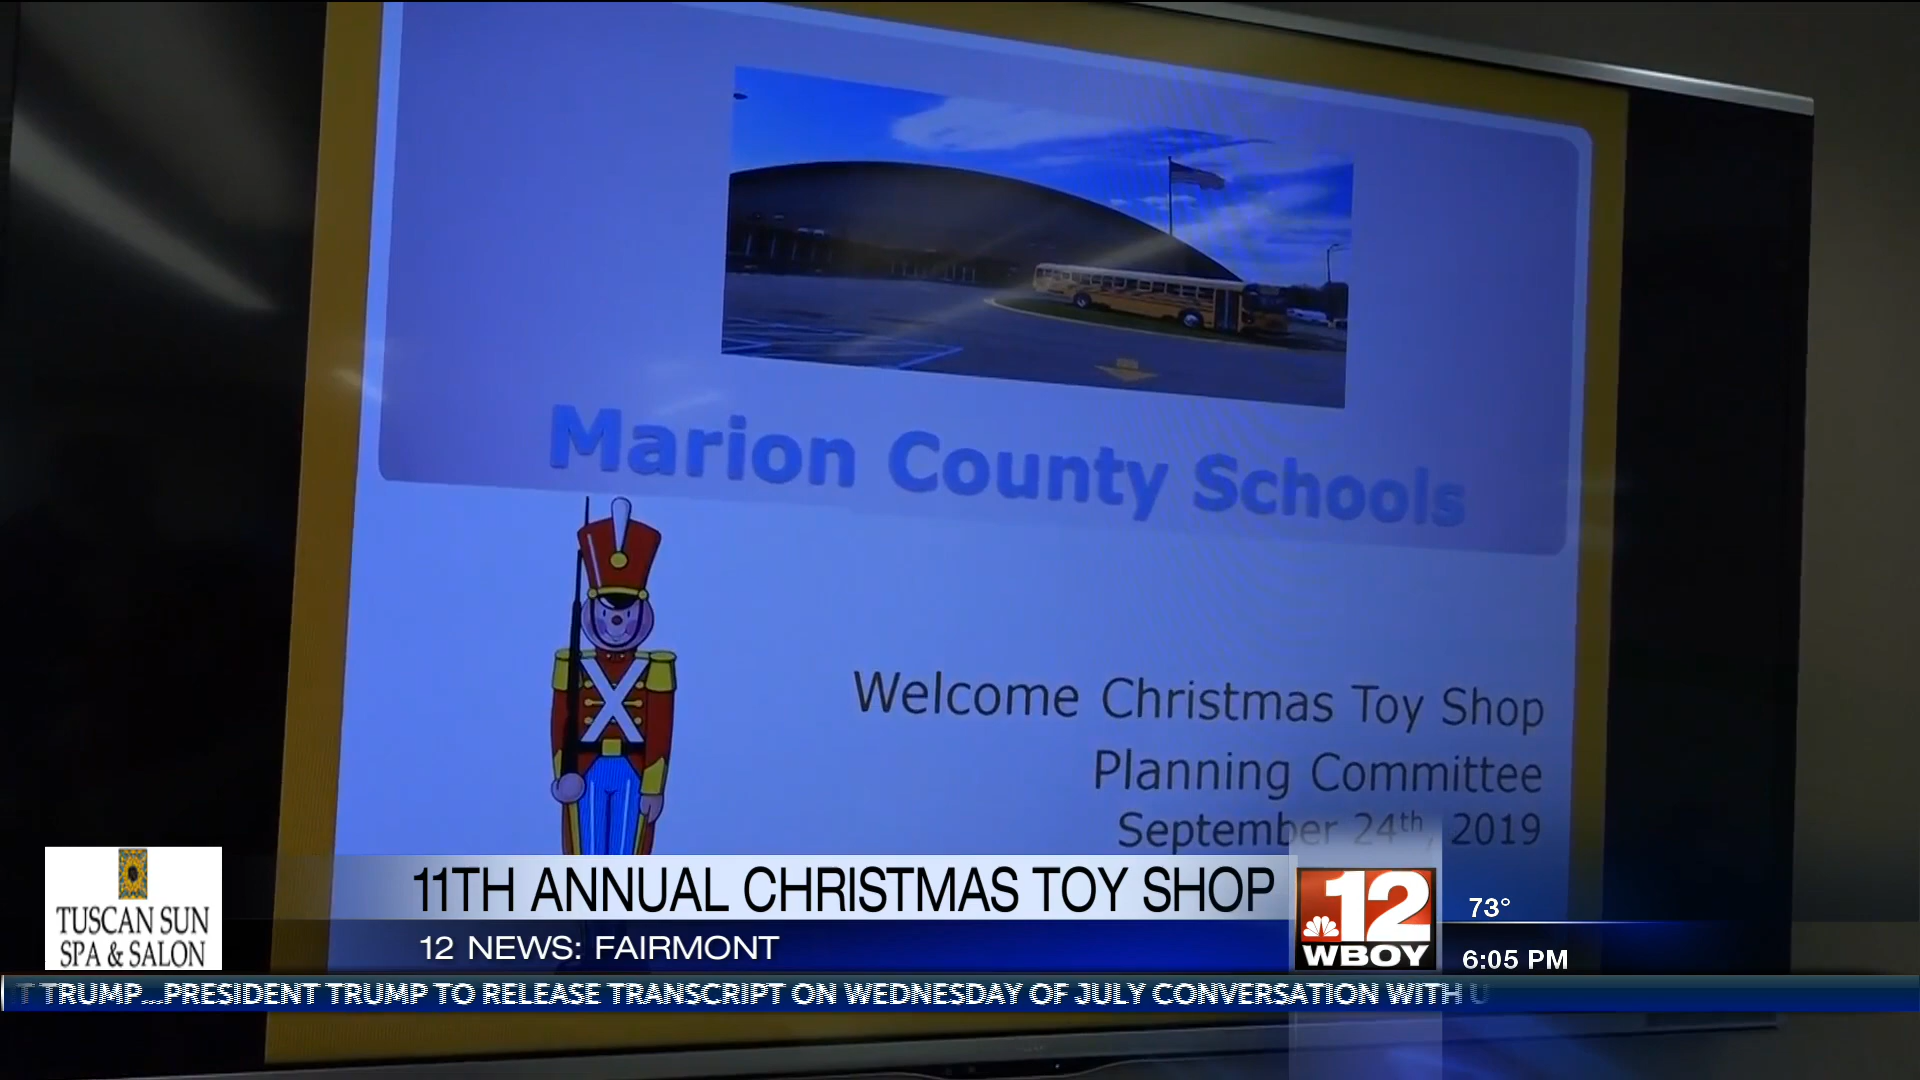 Marion County Schools
Welcome Christmas Toy Shop
Planning Committee
September 24th, 2019
11TH ANNUAL CHRISTMAS TOY SHOP
12 NEWS: FAIRMONT
TUSCAN SUN
SPA & SALON
12
WBOY
73°
6:05 PM
T TRUMP...PRESIDENT TRUMP TO RELEASE TRANSCRIPT ON WEDNESDAY OF JULY CONVERSATION WITH U